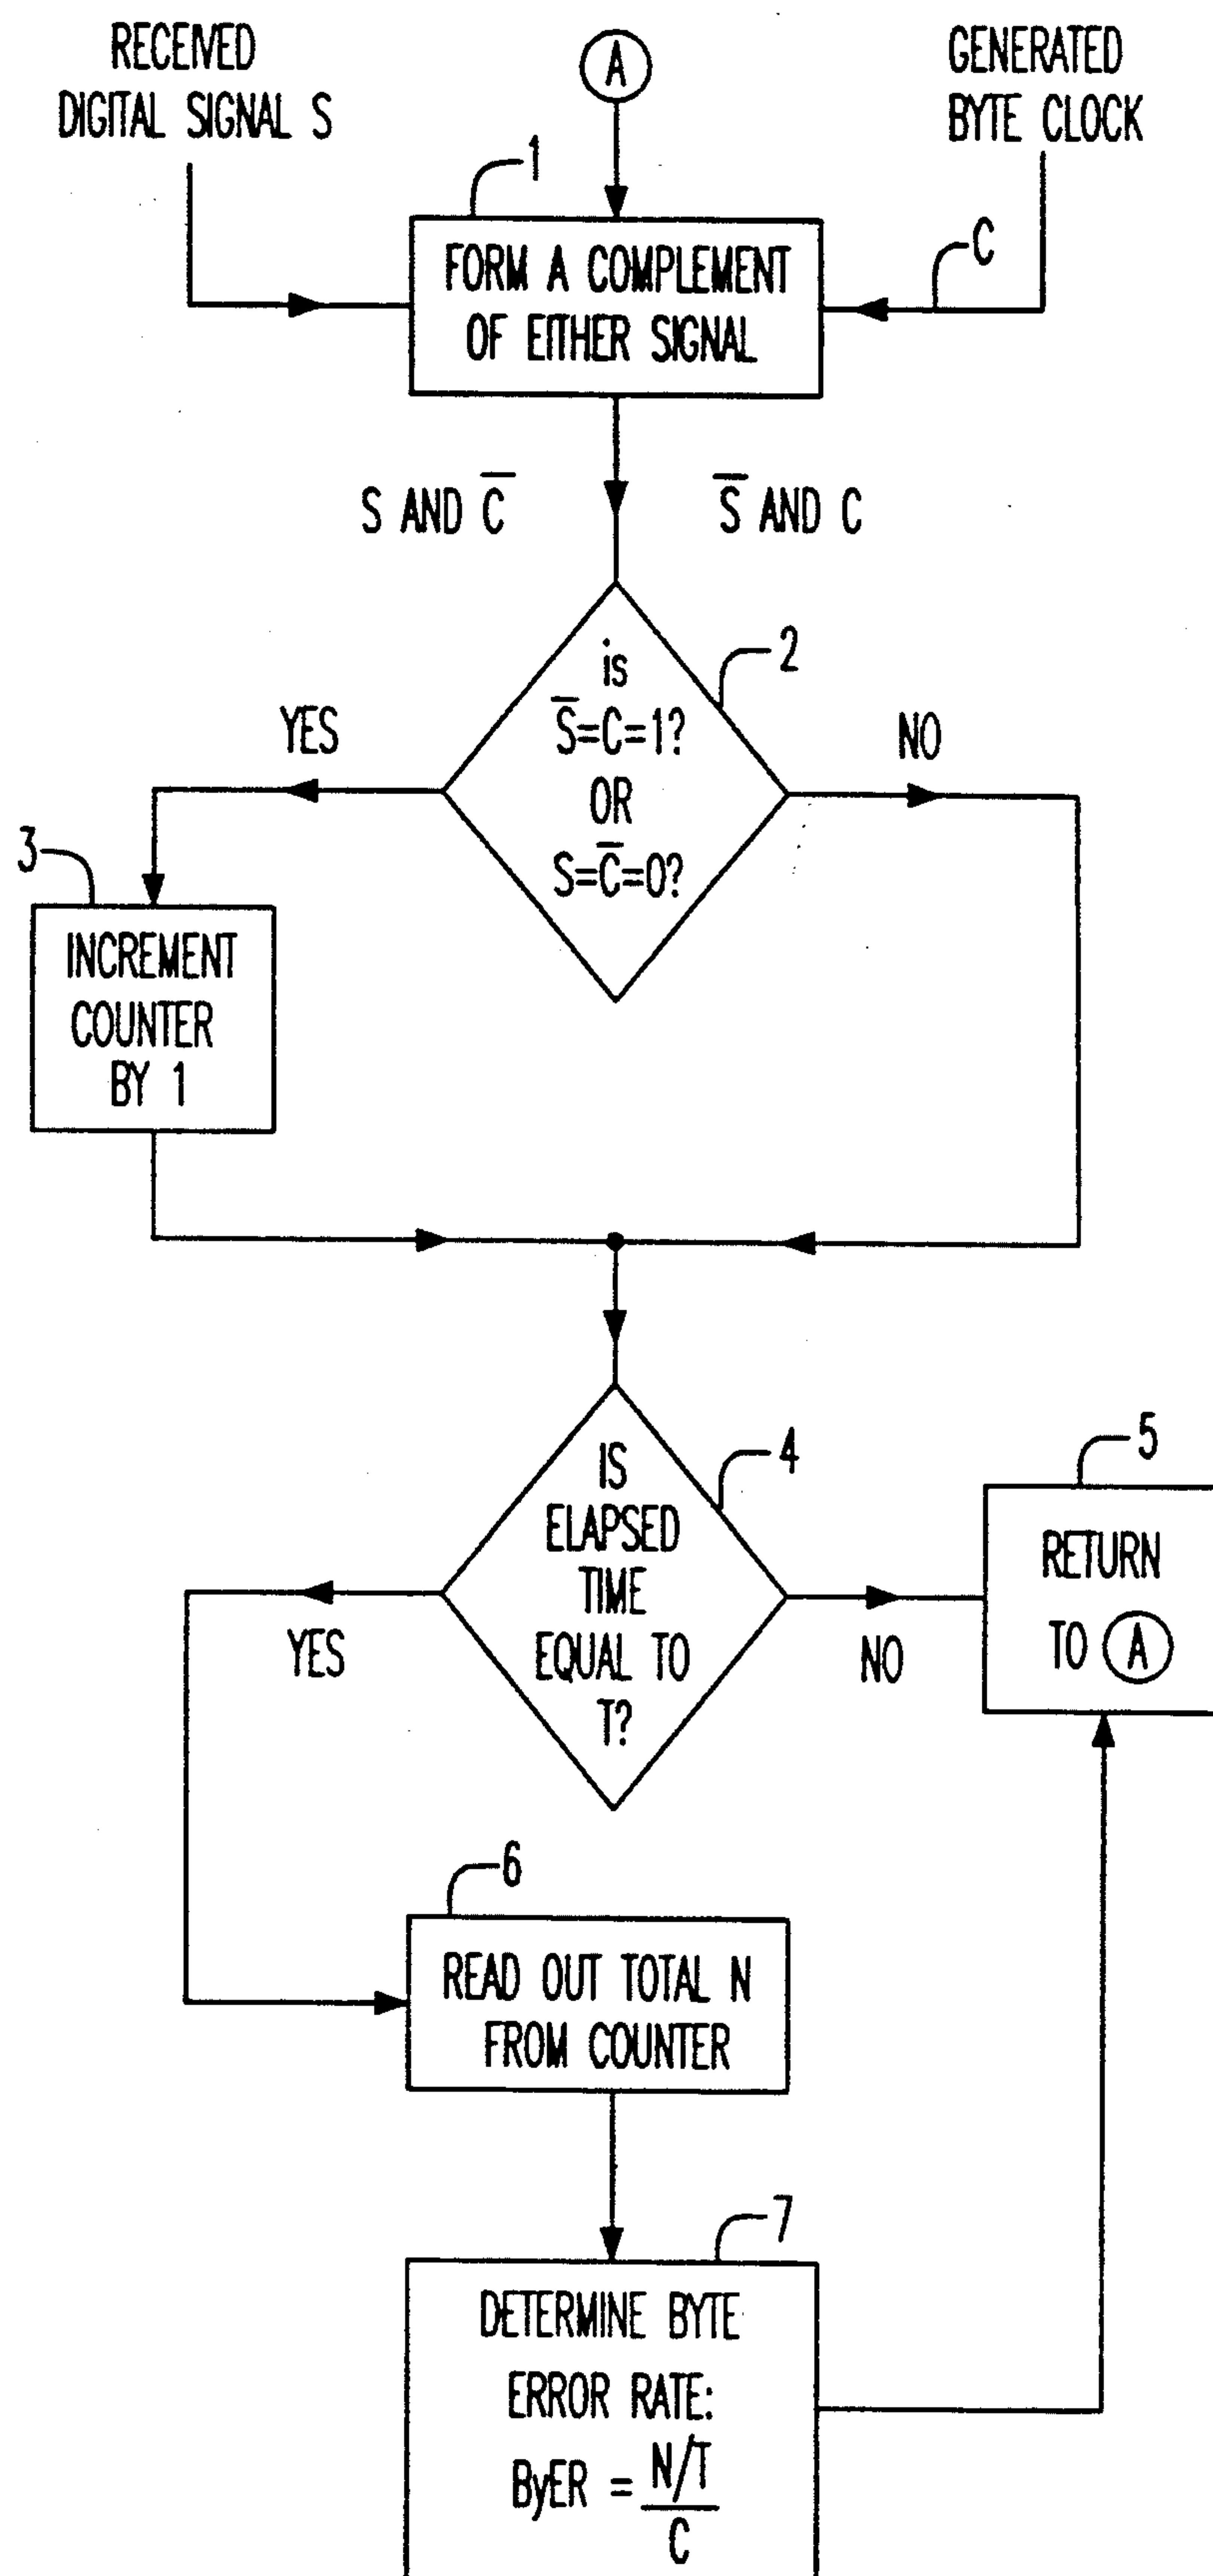 RECEIVED
DIGITAL SIGNAL S
A
GENERATED
BYTE CLOCK
1
C
FORM A COMPLEMENT
OF EITHER SIGNAL
S AND C̅
S̅ AND C
2
is
S̅=C=1?
OR
S=C̅=0?
YES
NO
3
INCREMENT
COUNTER
BY 1
4
IS
ELAPSED
TIME
EQUAL TO
T?
YES
NO
5
RETURN
TO A
6
READ OUT TOTAL N
FROM COUNTER
7
DETERMINE BYTE
ERROR RATE:
ByER = N/T
C